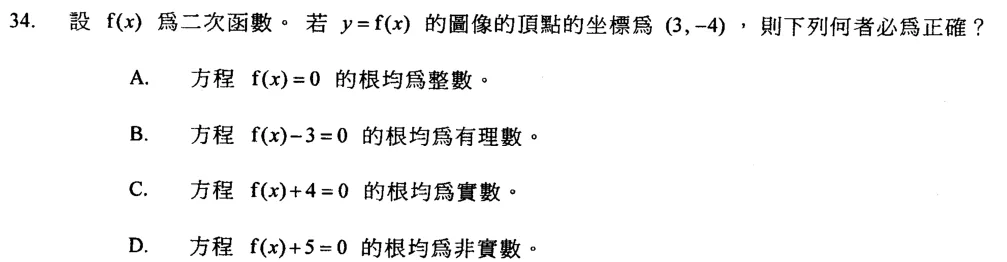 34. 設 f(x) 爲二次函數。若 y=f(x) 的圖像的頂點的坐標爲 (3,−4)，則下列何者必爲正確？
A. 方程 f(x)=0 的根均爲整數。
B. 方程 f(x)−3=0 的根均爲有理數。
C. 方程 f(x)+4=0 的根均爲實數。
D. 方程 f(x)+5=0 的根均爲非實數。